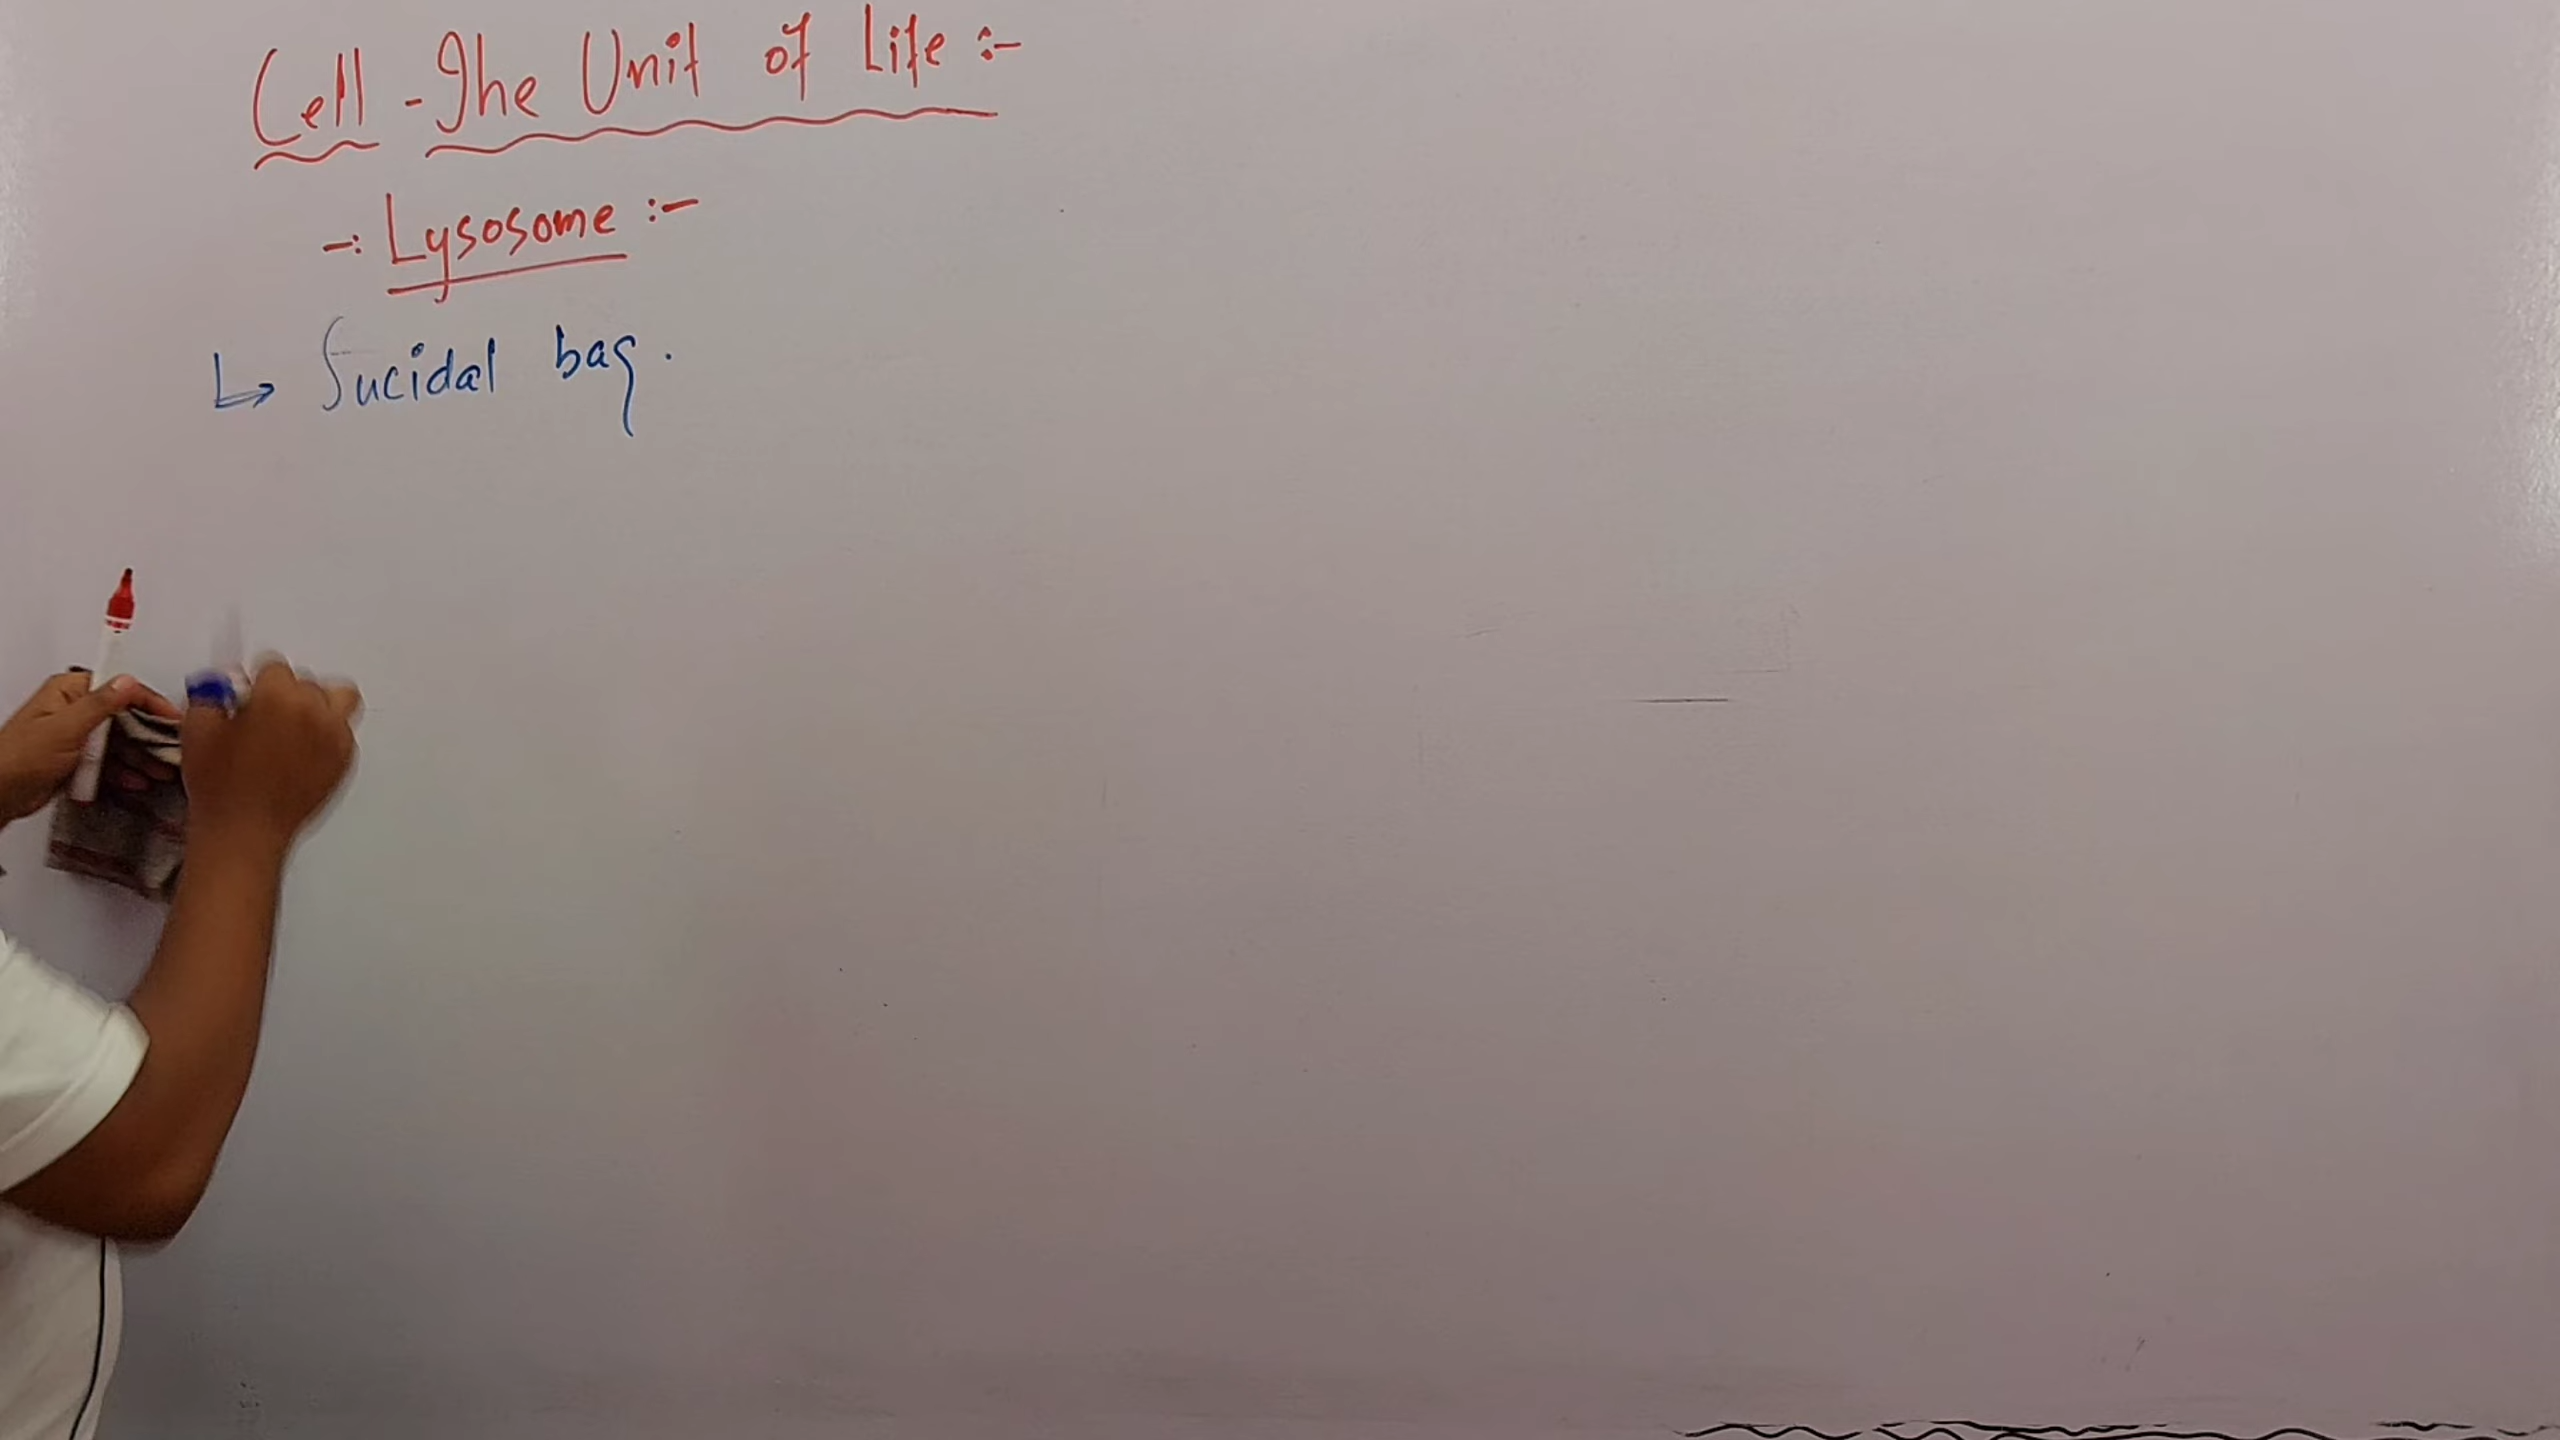 Cell - The Unit of Life :-
-: Lysosome :-
↳ Sucidal bag.